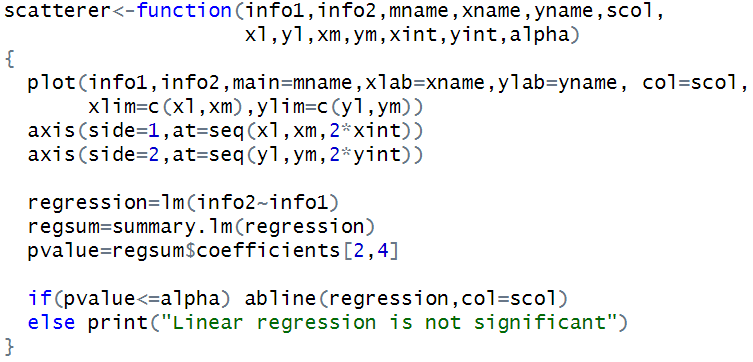 scatterer<-function(info1,info2,mname,xname,yname,scol,
                    xl,yl,xm,ym,xint,yint,alpha)
{
  plot(info1,info2,main=mname,xlab=xname,ylab=yname, col=scol,
       xlim=c(xl,xm),ylim=c(yl,ym))
  axis(side=1,at=seq(xl,xm,2*xint))
  axis(side=2,at=seq(yl,ym,2*yint))

  regression=lm(info2~info1)
  regsum=summary.lm(regression)
  pvalue=regsum$coefficients[2,4]

  if(pvalue<=alpha) abline(regression,col=scol)
  else print("Linear regression is not significant")
}